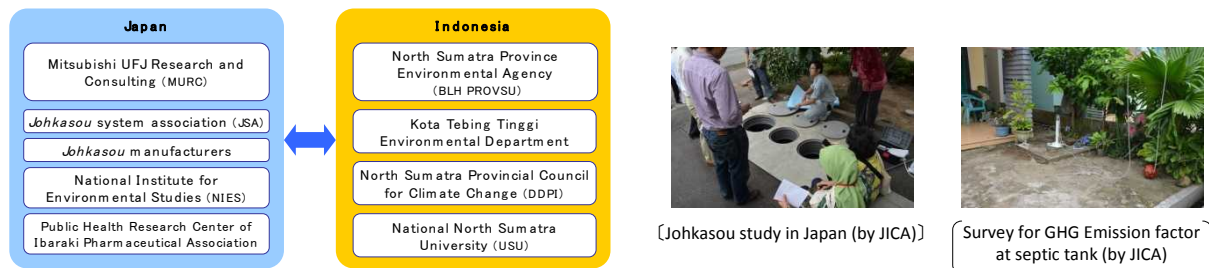 Japan
Mitsubishi UFJ Research and
Consulting (MURC)
Johkasou system association (JSA)
Johkasou manufacturers
National Institute for
Environmental Studies (NIES)
Public Health Research Center of
Ibaraki Pharmaceutical Association
Indonesia
North Sumatra Province
Environmental Agency
(BLH PROVSU)
Kota Tebing Tinggi
Environmental Department
North Sumatra Provincial Council
for Climate Change (DDPI)
National North Sumatra
University (USU)
〔Johkasou study in Japan (by JICA)〕
Survey for GHG Emission factor
at septic tank (by JICA)